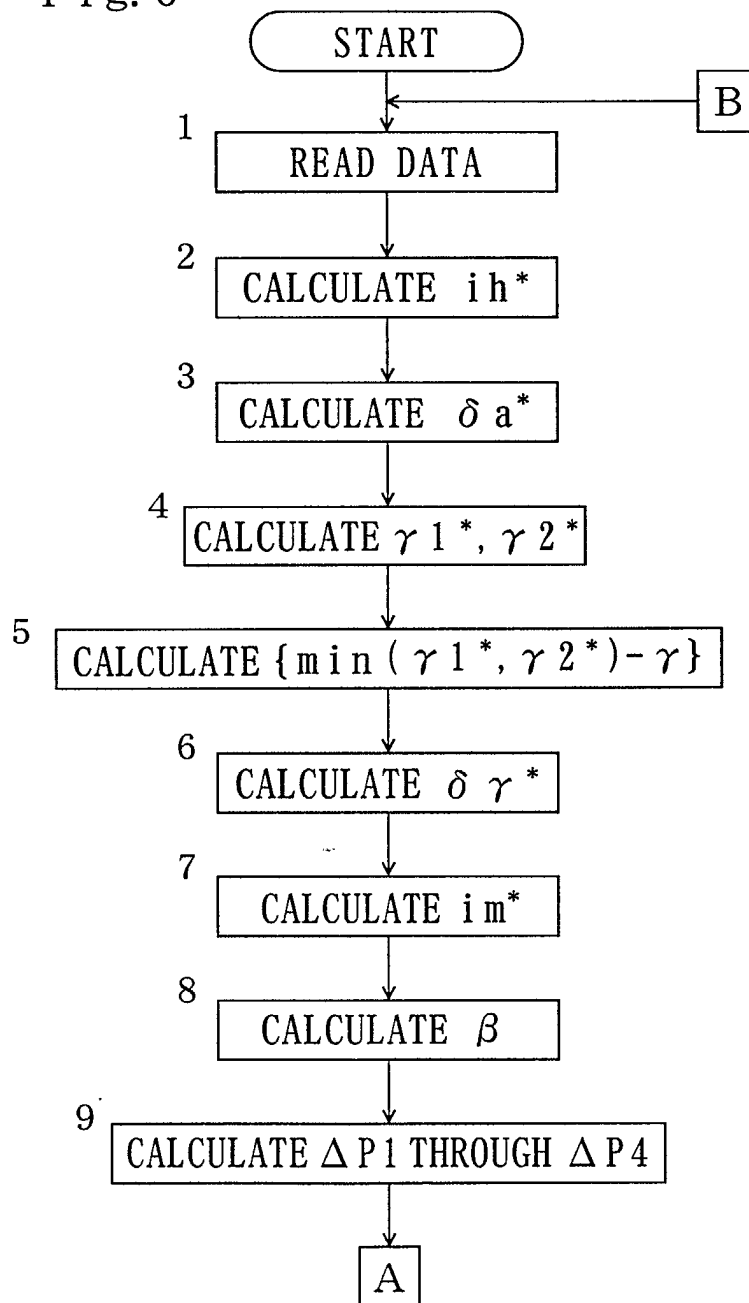 START
B
1
READ DATA
2
CALCULATE ih*
3
CALCULATE δa*
4
CALCULATE γ1*, γ2*
5
CALCULATE {min(γ1*, γ2*)-γ}
6
CALCULATE δγ*
7
CALCULATE im*
8
CALCULATE β
9
CALCULATE ΔP1 THROUGH ΔP4
A